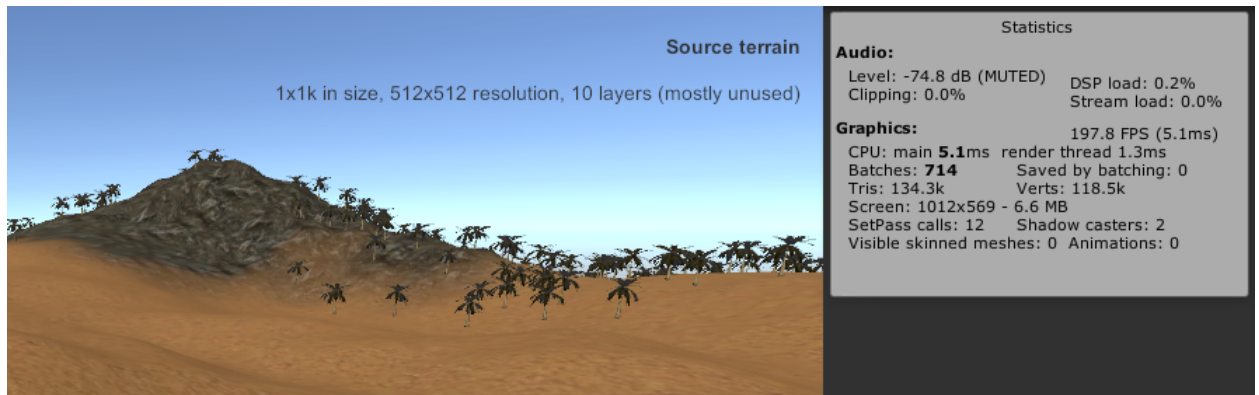 Source terrain
1x1k in size, 512x512 resolution, 10 layers (mostly unused)
Statistics
Audio:
Level: -74.8 dB (MUTED)
DSP load: 0.2%
Clipping: 0.0%
Stream load: 0.0%
Graphics:
197.8 FPS (5.1ms)
CPU: main 5.1ms render thread 1.3ms
Batches: 714 Saved by batching: 0
Tris: 134.3k Verts: 118.5k
Screen: 1012x569 - 6.6 MB
SetPass calls: 12 Shadow casters: 2
Visible skinned meshes: 0 Animations: 0